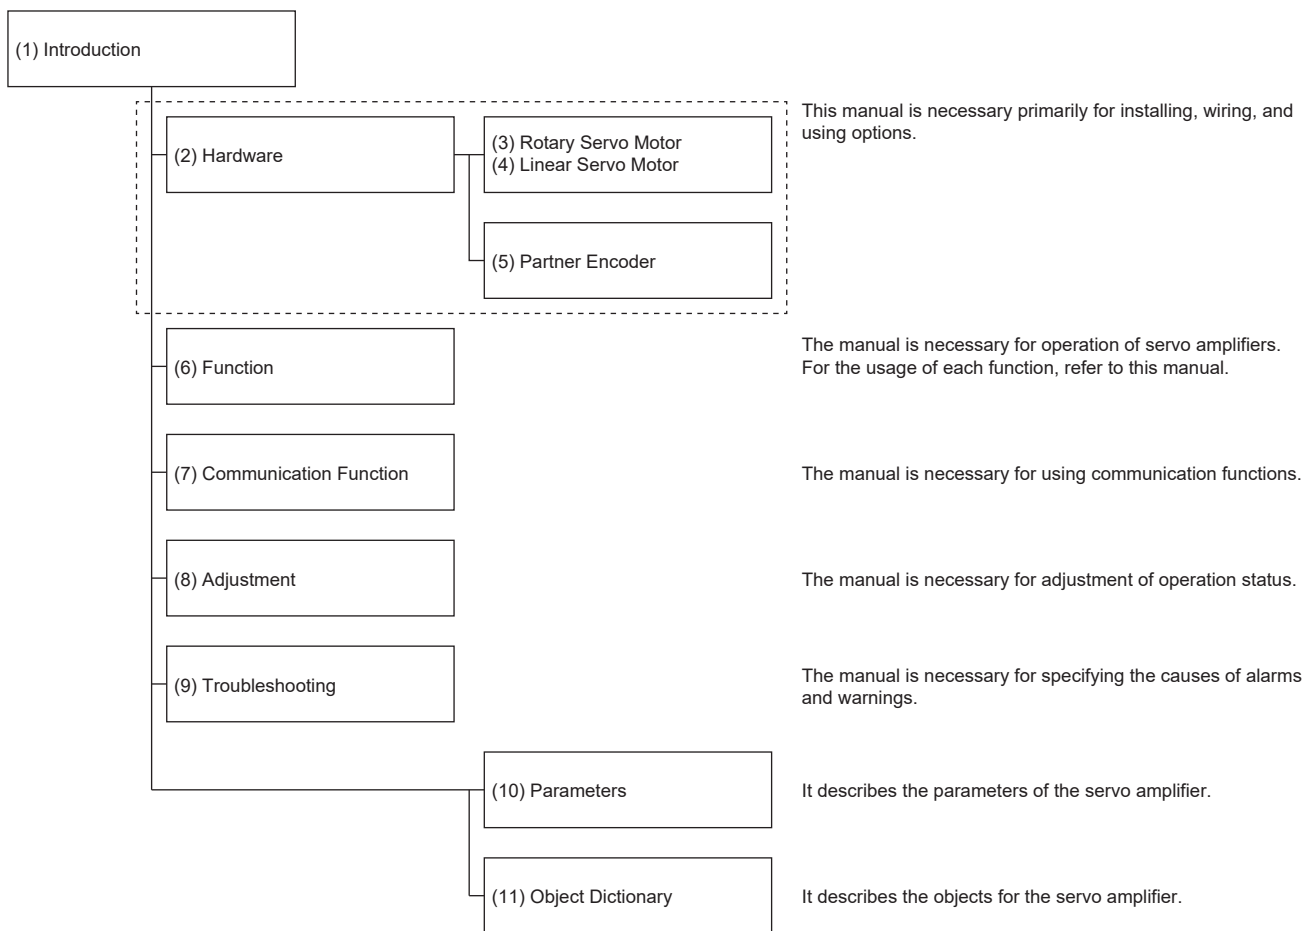 (1) Introduction
This manual is necessary primarily for installing, wiring, and
using options.
(2) Hardware
(3) Rotary Servo Motor
(4) Linear Servo Motor
(5) Partner Encoder
(6) Function
The manual is necessary for operation of servo amplifiers.
For the usage of each function, refer to this manual.
(7) Communication Function
The manual is necessary for using communication functions.
(8) Adjustment
The manual is necessary for adjustment of operation status.
(9) Troubleshooting
The manual is necessary for specifying the causes of alarms
and warnings.
(10) Parameters
It describes the parameters of the servo amplifier.
(11) Object Dictionary
It describes the objects for the servo amplifier.